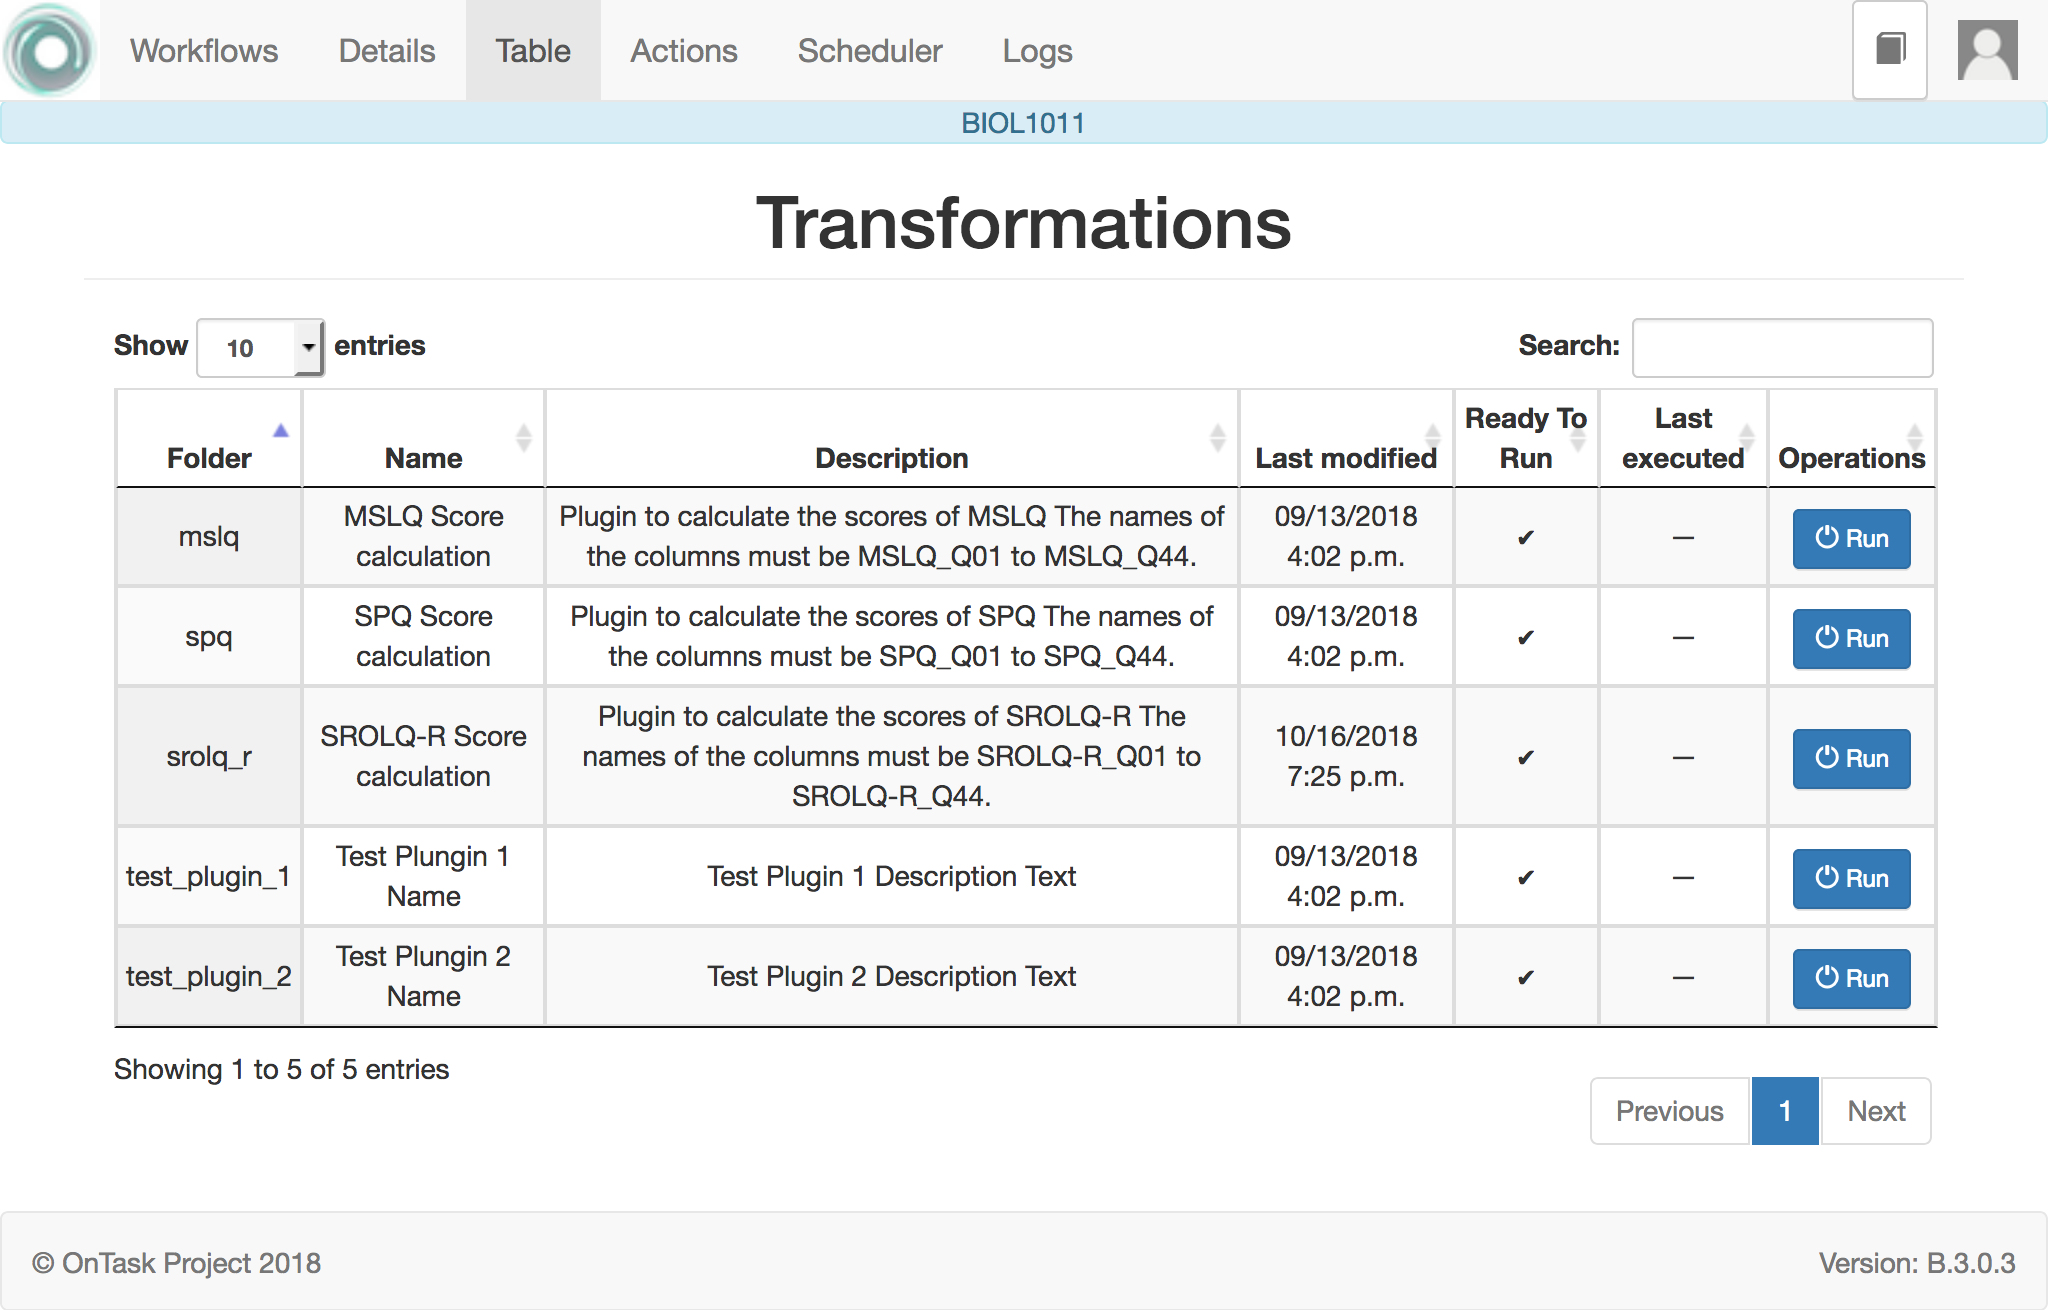 Workflows Details Table Actions Scheduler Logs
BIOL1011
Transformations
Show 10 entries Search:
Folder Name Description Last modified Ready To Run Last executed Operations
mslq MSLQ Score calculation Plugin to calculate the scores of MSLQ The names of the columns must be MSLQ_Q01 to MSLQ_Q44. 09/13/2018 4:02 p.m. ✔ — Run
spq SPQ Score calculation Plugin to calculate the scores of SPQ The names of the columns must be SPQ_Q01 to SPQ_Q44. 09/13/2018 4:02 p.m. ✔ — Run
srolq_r SROLQ-R Score calculation Plugin to calculate the scores of SROLQ-R The names of the columns must be SROLQ-R_Q01 to SROLQ-R_Q44. 10/16/2018 7:25 p.m. ✔ — Run
test_plugin_1 Test Plungin 1 Name Test Plugin 1 Description Text 09/13/2018 4:02 p.m. ✔ — Run
test_plugin_2 Test Plungin 2 Name Test Plugin 2 Description Text 09/13/2018 4:02 p.m. ✔ — Run
Showing 1 to 5 of 5 entries
Previous 1 Next
© OnTask Project 2018 Version: B.3.0.3